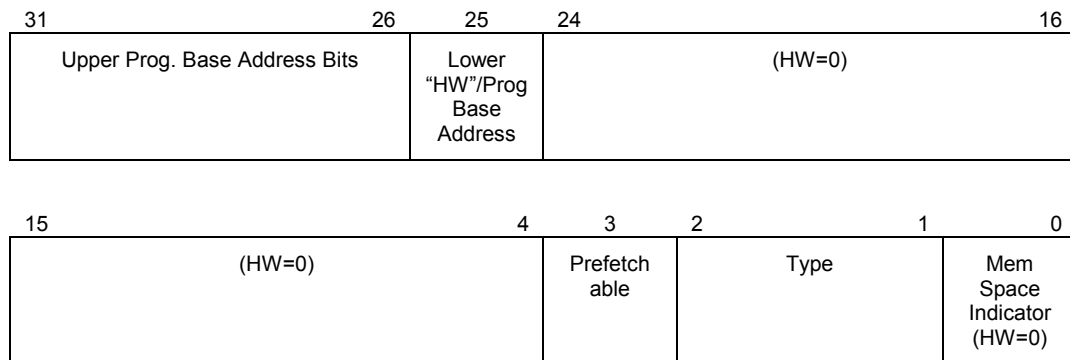 31 26 25 24 16
Upper Prog. Base Address Bits
Lower
“HW”/Prog
Base
Address
(HW=0)
15 4 3 2 1 0
(HW=0)
Prefetch
able
Type
Mem
Space
Indicator
(HW=0)